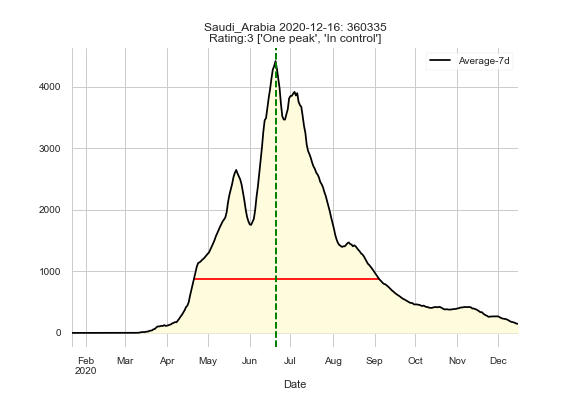 Saudi_Arabia 2020-12-16: 360335
Rating:3 ['One peak', 'In control']
Average-7d
4000
3000
2000
1000
0
Feb Mar Apr May Jun Jul Aug Sep Oct Nov Dec
2020
Date